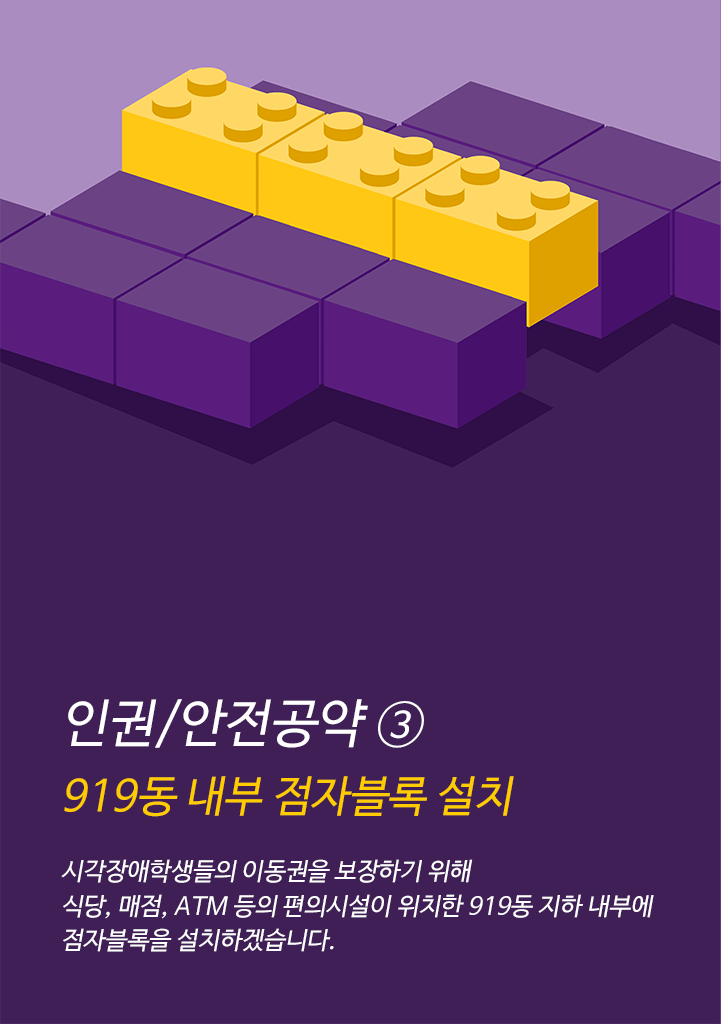 인권/안전공약 ③
919동 내부 점자블록 설치
시각장애학생들의 이동권을 보장하기 위해
식당, 매점, ATM 등의 편의시설이 위치한 919동 지하 내부에
점자블록을 설치하겠습니다.